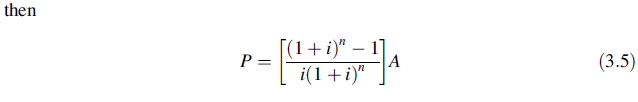 then
P = [((1 + i)^n − 1) / (i(1 + i)^n)] A (3.5)